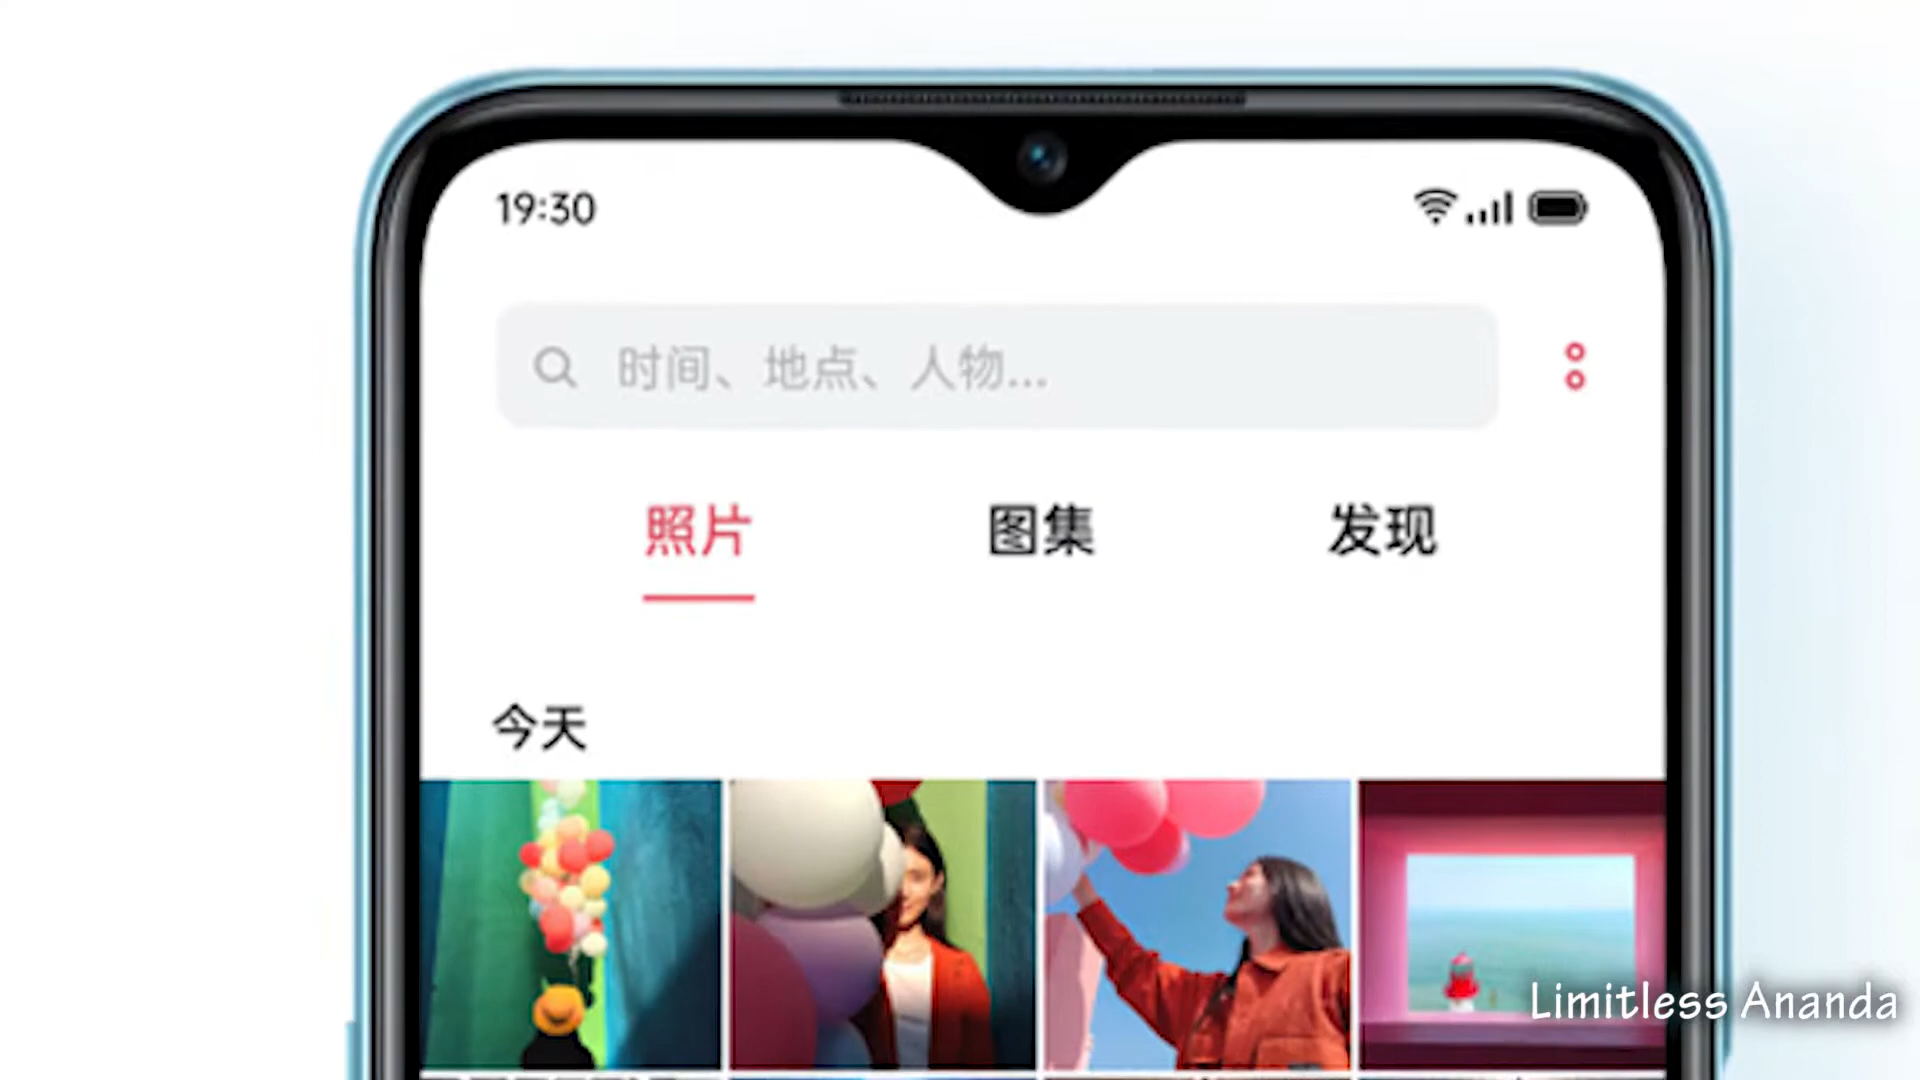 19:30
时间、地点、人物...
照片 图集 发现
今天
Limitless Ananda